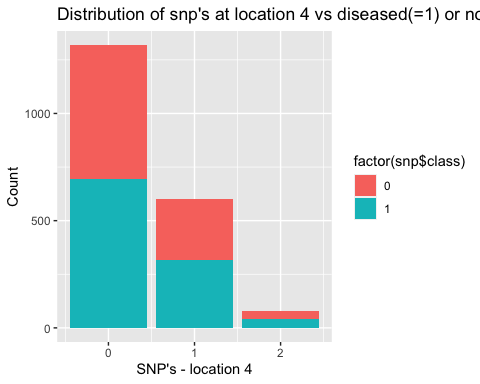 Distribution of snp's at location 4 vs diseased(=1) or no
1000
500
0
Count
0 1 2
SNP's - location 4
factor(snp$class)
0
1